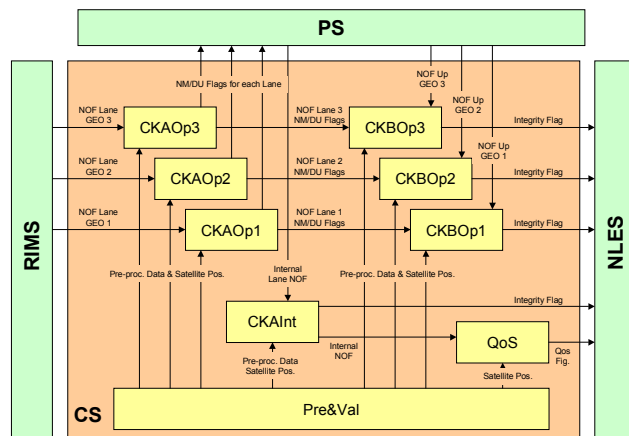 PS
NOF Lane
GEO 3
NM/DU Flags for each Lane
NOF Up
GEO 3
NOF Up
GEO 2
NOF Up
GEO 1
CKAOp3
NOF Lane 3
NM/DU Flags
CKBOp3
Integrity Flag
NOF Lane
GEO 2
CKAOp2
NOF Lane 2
NM/DU Flags
CKBOp2
Integrity Flag
NOF Lane
GEO 1
CKAOp1
NOF Lane 1
NM/DU Flags
CKBOp1
Integrity Flag
RIMS
NLES
Pre-proc. Data & Satellite Pos.
Internal
Lane NOF
Pre-proc. Data & Satellite Pos.
CKAInt
Integrity Flag
Internal
NOF
QoS
Qos
Fig.
Pre-proc. Data
Satellite Pos.
Satellite Pos.
CS
Pre&Val